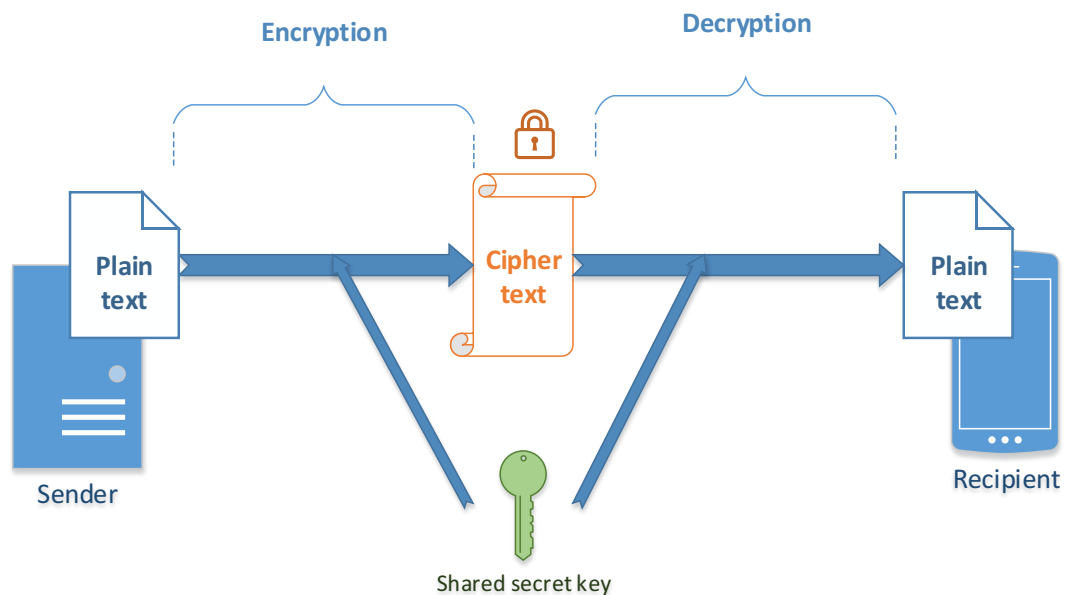 Encryption
Decryption
Plain
text
Cipher
text
Plain
text
Sender
Recipient
Shared secret key